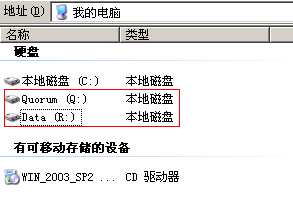 地址(D) 我的电脑
名称 类型
硬盘
本地磁盘 (C:) 本地磁盘
Quorum (Q:) 本地磁盘
Data (R:) 本地磁盘
有可移动存储的设备
WIN_2003_SP2 ... CD 驱动器